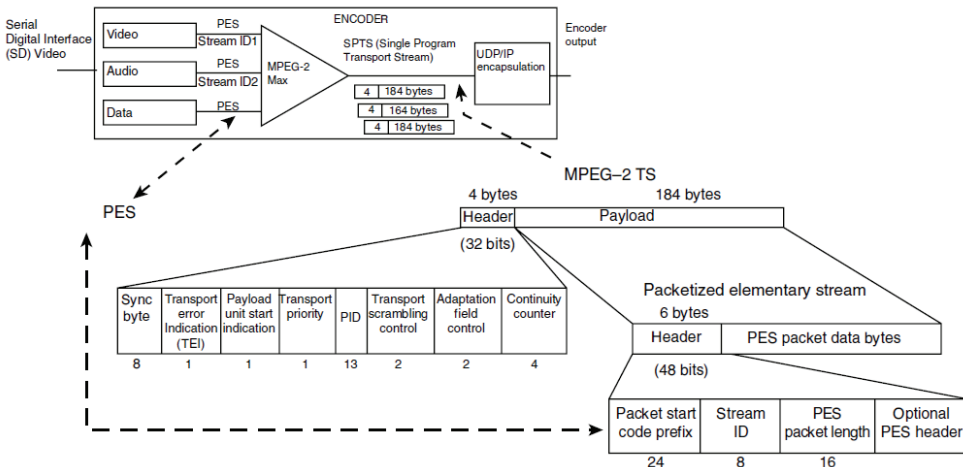 Serial
Digital Interface
(SD) Video
ENCODER
Encoder
output
Video
PES
Stream ID1
Audio
PES
Stream ID2
Data
PES
MPEG-2
Max
SPTS (Single Program
Transport Stream)
4 184 bytes
4 164 bytes
4 184 bytes
UDP/IP
encapsulation
MPEG–2 TS
4 bytes 184 bytes
Header Payload
(32 bits)
PES
Sync
byte
Transport
error
Indication
(TEI)
Payload
unit start
indication
Transport
priority
PID
Transport
scrambling
control
Adaptation
field
control
Continuity
counter
8 1 1 1 13 2 2 4
Packetized elementary stream
6 bytes
Header PES packet data bytes
(48 bits)
Packet start
code prefix
Stream
ID
PES
packet length
Optional
PES header
24 8 16